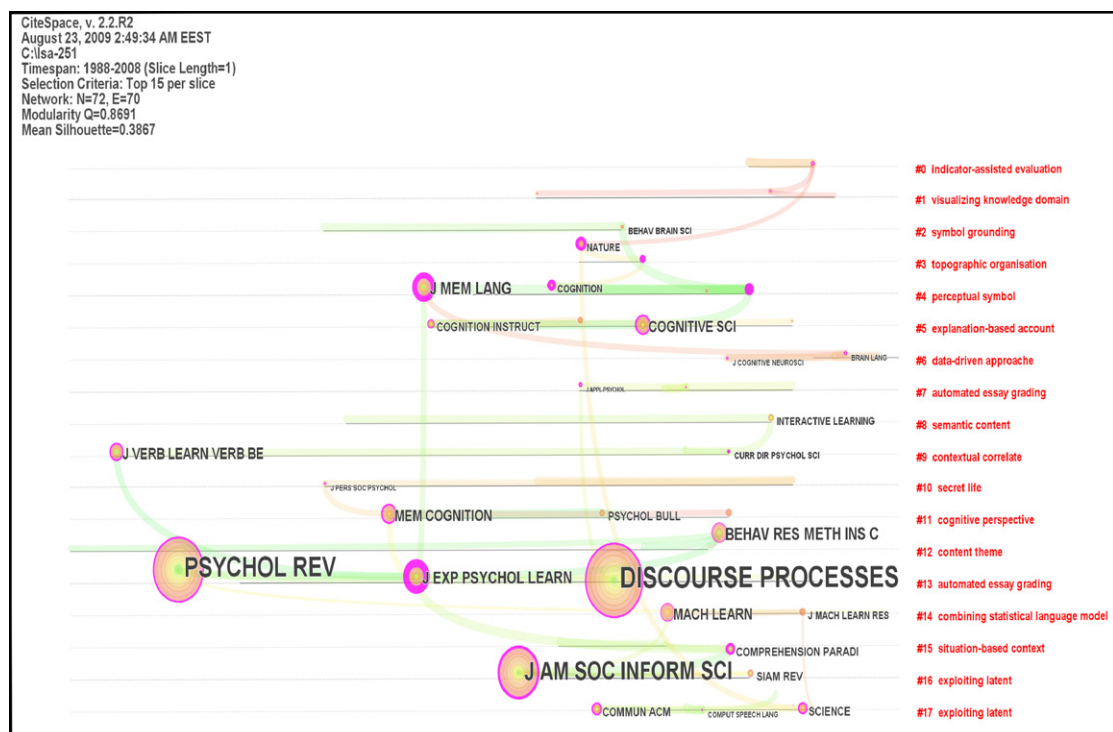 CiteSpace, v. 2.2.R2
August 23, 2009 2:49:34 AM EEST
C:\lsa-251
Timespan: 1988-2008 (Slice Length=1)
Selection Criteria: Top 15 per slice
Network: N=72, E=70
Modularity Q=0.8691
Mean Silhouette=0.3867
#0 indicator-assisted evaluation
#1 visualizing knowledge domain
BEHAV BRAIN SCI
#2 symbol grounding
NATURE
#3 topographic organisation
J MEM LANG
COGNITION
#4 perceptual symbol
COGNITION INSTRUCT
COGNITIVE SCI
#5 explanation-based account
J COGNITIVE NEUROSCI
BRAIN LANG
#6 data-driven approache
J APPL PSYCHOL
#7 automated essay grading
INTERACTIVE LEARNING
#8 semantic content
J VERB LEARN VERB BE
CURR DIR PSYCHOL SCI
#9 contextual correlate
J PERS SOC PSYCHOL
#10 secret life
MEM COGNITION
PSYCHOL BULL
#11 cognitive perspective
BEHAV RES METH INS C
#12 content theme
PSYCHOL REV
J EXP PSYCHOL LEARN
DISCOURSE PROCESSES
#13 automated essay grading
MACH LEARN
J MACH LEARN RES
#14 combining statistical language model
COMPREHENSION PARADI
#15 situation-based context
J AM SOC INFORM SCI
SIAM REV
#16 exploiting latent
COMMUN ACM
COMPUT SPEECH LANG
SCIENCE
#17 exploiting latent